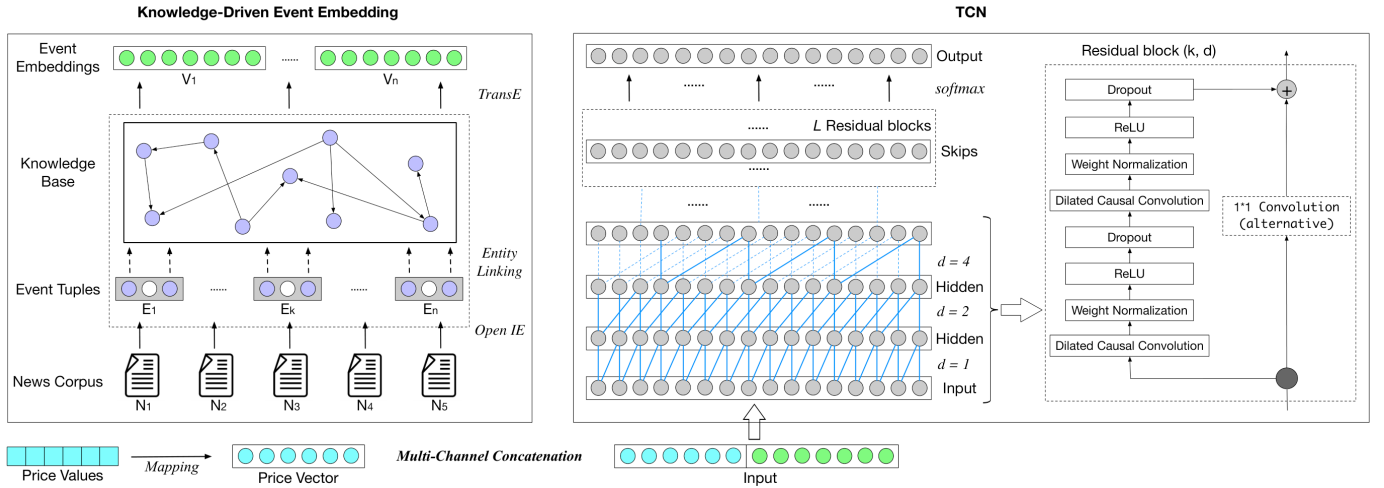 Knowledge-Driven Event Embedding
Event
Embeddings
V1
......
Vn
TransE
Knowledge
Base
Entity
Linking
Event Tuples
E1
......
Ek
......
En
Open IE
News Corpus
N1
N2
N3
N4
N5
Price Values
Mapping
Price Vector
Multi-Channel Concatenation
Input
TCN
Output
......
......
softmax
......
L Residual blocks
Skips
......
......
......
d = 4
Hidden
d = 2
Hidden
d = 1
Input
Residual block (k, d)
Dropout
+
ReLU
Weight Normalization
Dilated Causal Convolution
1*1 Convolution
(alternative)
Dropout
ReLU
Weight Normalization
Dilated Causal Convolution